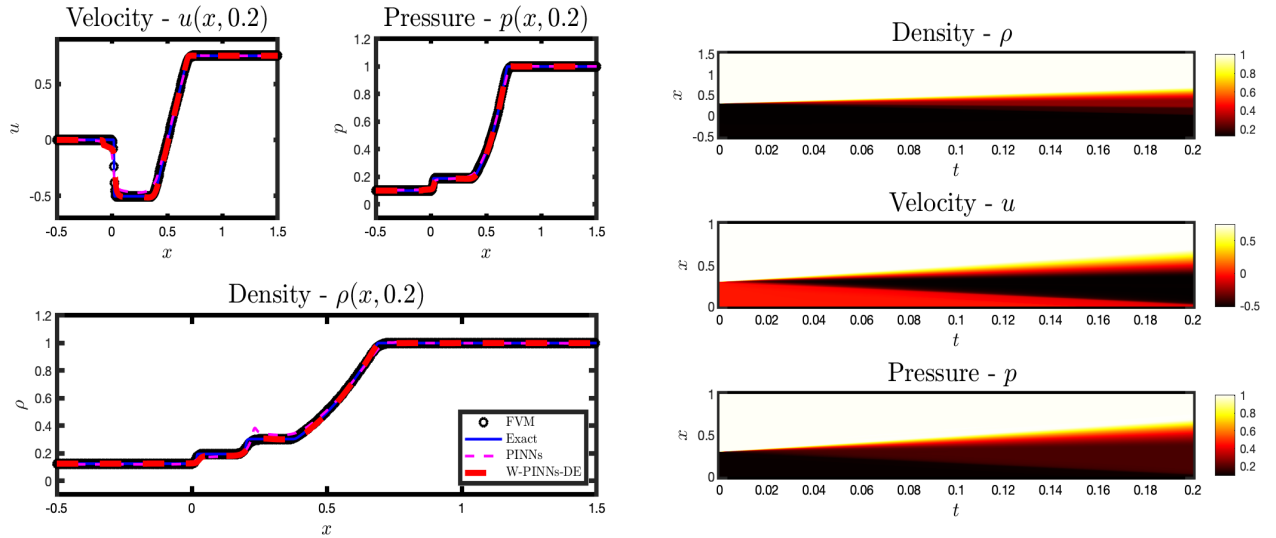 Velocity - u(x, 0.2)
0.5
0
-0.5
u
-0.5 0 0.5 1 1.5
x
Pressure - p(x, 0.2)
1.2
1
0.8
0.6
0.4
0.2
0
p
-0.5 0 0.5 1 1.5
x
Density - ρ(x, 0.2)
1.2
1
0.8
0.6
0.4
0.2
0
ρ
-0.5 0 0.5 1 1.5
x
FVM
Exact
PINNs
W-PINNs-DE
Density - ρ
1.5
1
0.5
0
-0.5
x
0 0.02 0.04 0.06 0.08 0.1 0.12 0.14 0.16 0.18 0.2
t
1
0.8
0.6
0.4
0.2
Velocity - u
1
0.5
0
x
0 0.02 0.04 0.06 0.08 0.1 0.12 0.14 0.16 0.18 0.2
t
0.5
0
-0.5
Pressure - p
1
0.5
0
x
0 0.02 0.04 0.06 0.08 0.1 0.12 0.14 0.16 0.18 0.2
t
1
0.8
0.6
0.4
0.2